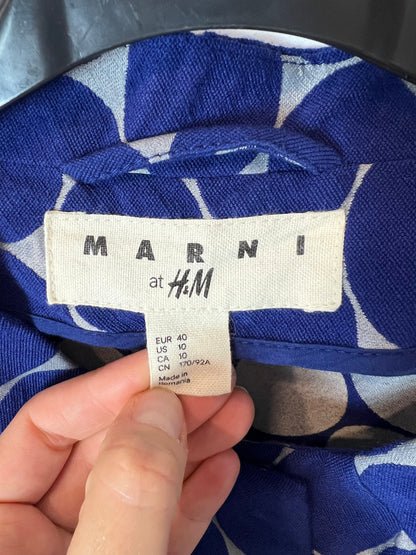 MARNI
at H&M
EUR 40
US 10
CA 10
CN 170/92A
Made in
Romania